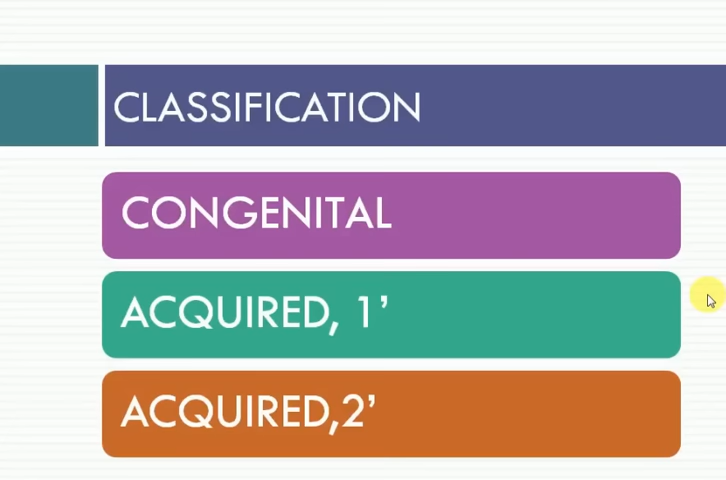 CLASSIFICATION
CONGENITAL
ACQUIRED, 1’
ACQUIRED,2’